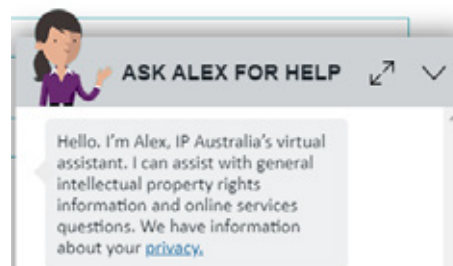 ASK ALEX FOR HELP
Hello. I'm Alex, IP Australia's virtual
assistant. I can assist with general
intellectual property rights
information and online services
questions. We have information
about your privacy.